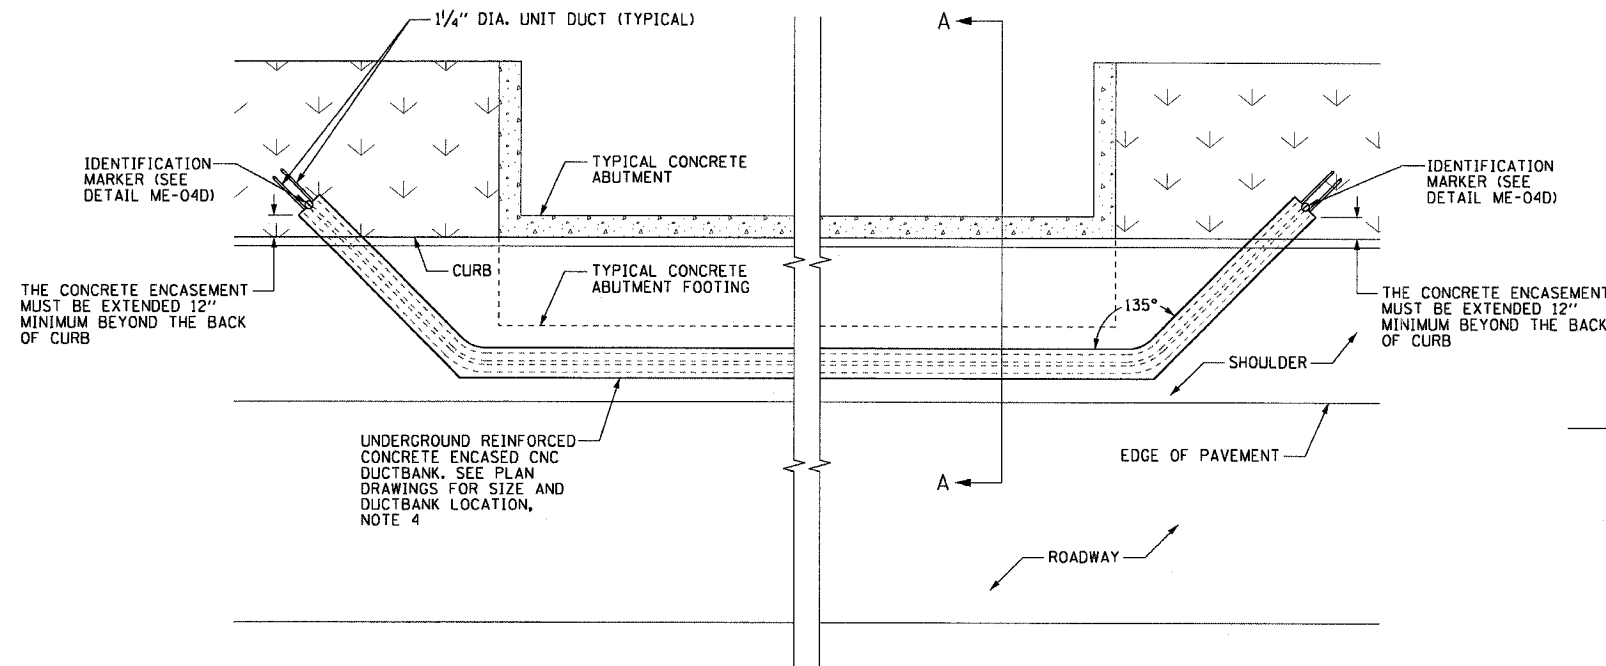 1 1/4" DIA. UNIT DUCT (TYPICAL)
A
IDENTIFICATION
MARKER (SEE
DETAIL ME-04D)
TYPICAL CONCRETE
ABUTMENT
IDENTIFICATION
MARKER (SEE
DETAIL ME-04D)
CURB
TYPICAL CONCRETE
ABUTMENT FOOTING
THE CONCRETE ENCASEMENT
MUST BE EXTENDED 12"
MINIMUM BEYOND THE BACK
OF CURB
135°
THE CONCRETE ENCASEMENT
MUST BE EXTENDED 12"
MINIMUM BEYOND THE BACK
OF CURB
SHOULDER
UNDERGROUND REINFORCED
CONCRETE ENCASED CNC
DUCTBANK. SEE PLAN
DRAWINGS FOR SIZE AND
DUCTBANK LOCATION,
NOTE 4
EDGE OF PAVEMENT
A
ROADWAY